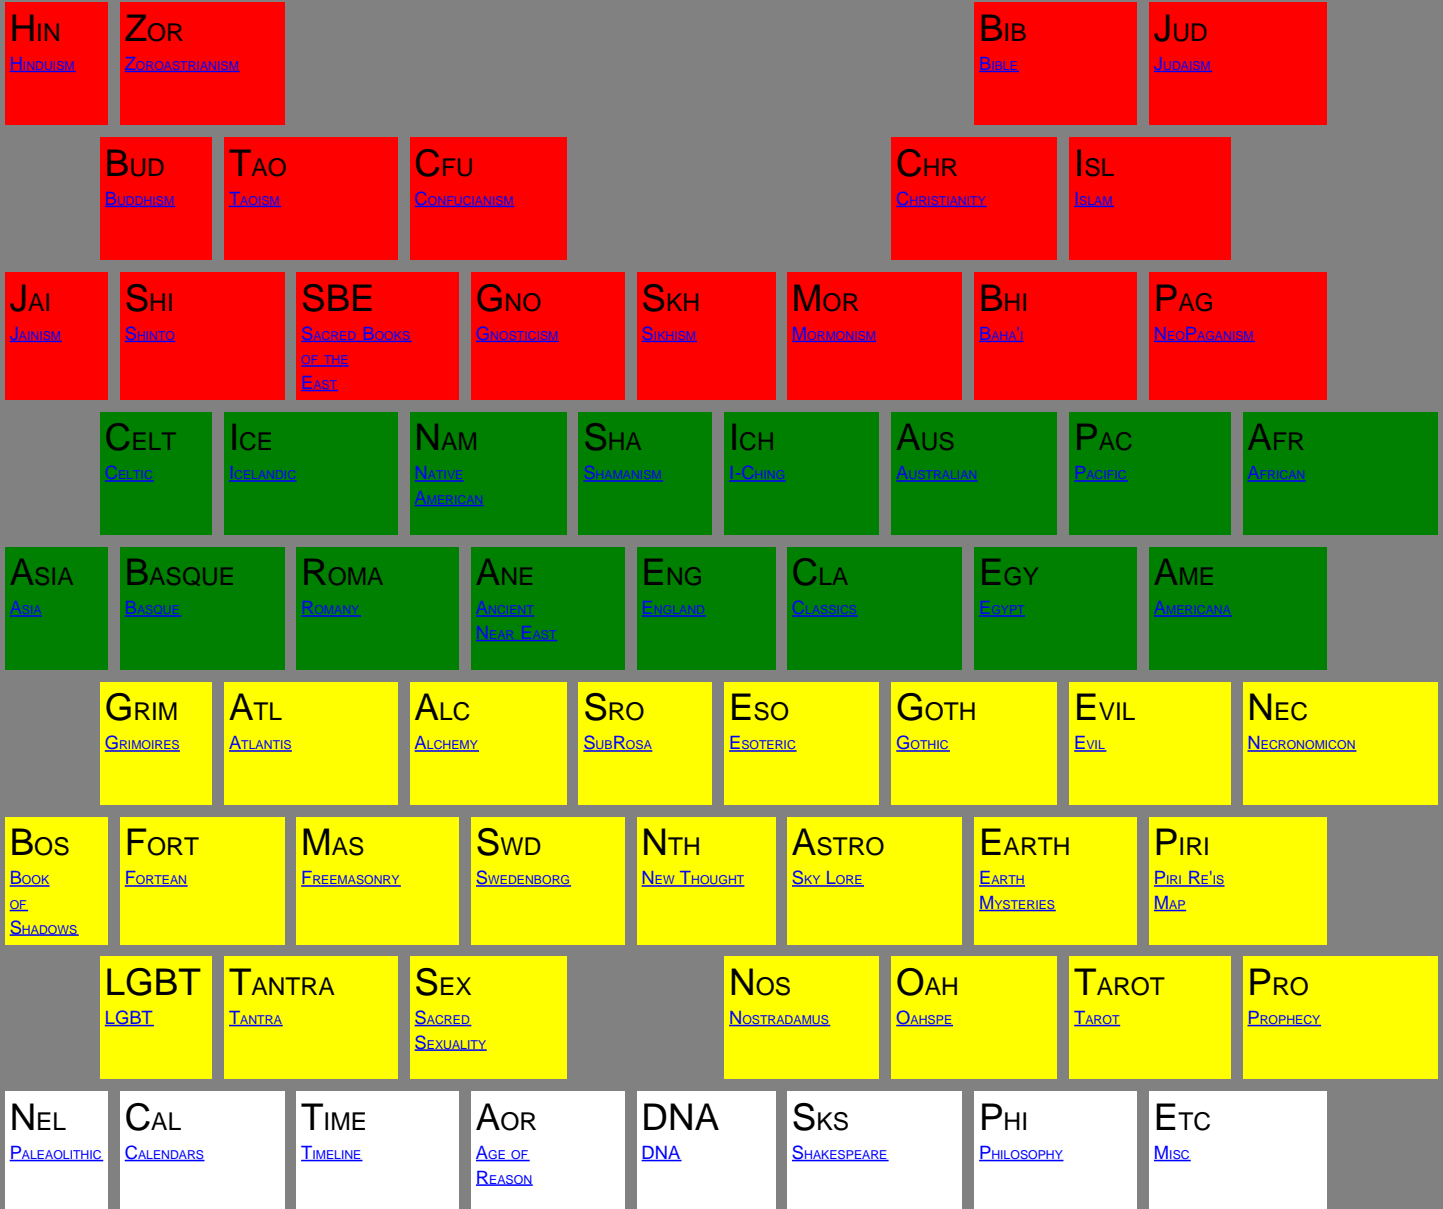 Hin Zor Bib Jud
Hinduism Zoroastrianism Bible Judaism
Bud Tao Cfu Chr Isl
Buddhism Taoism Confucianism Christianity Islam
Jai Shi SBE Gno Skh Mor Bhi Pag
Jainism Shinto Sacred Books Gnosticism Sikhism Mormonism Baha'i NeoPaganism
of the
East
Celt Ice Nam Sha Ich Aus Pac Afr
Celtic Icelandic Native Shamanism I-Ching Australian Pacific African
American
Asia Basque Roma Ane Eng Cla Egy Ame
Asia Basque Romany Ancient England Classics Egypt Americana
Near East
Grim Atl Alc Sro Eso Goth Evil Nec
Grimoires Atlantis Alchemy SubRosa Esoteric Gothic Evil Necronomicon
Bos Fort Mas Swd Nth Astro Earth Piri
Book Fortean Freemasonry Swedenborg New Thought Sky Lore Earth Piri Re'is
of Mysteries Map
Shadows
LGBT Tantra Sex Nos Oah Tarot Pro
LGBT Tantra Sacred Nostradamus Oahspe Tarot Prophecy
Sexuality
Nel Cal Time Aor DNA Sks Phi Etc
Paleaolithic Calendars Timeline Age of DNA Shakespeare Philosophy Misc
Reason